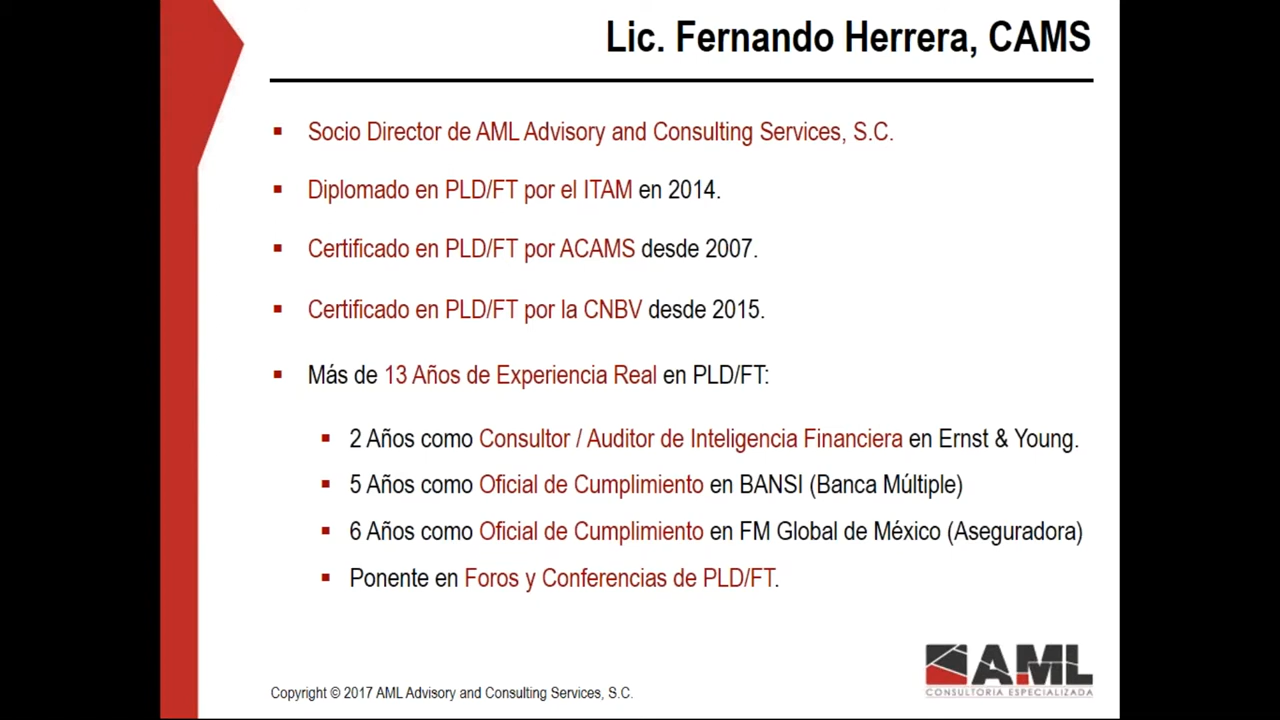 Lic. Fernando Herrera, CAMS
Socio Director de AML Advisory and Consulting Services, S.C.
Diplomado en PLD/FT por el ITAM en 2014.
Certificado en PLD/FT por ACAMS desde 2007.
Certificado en PLD/FT por la CNBV desde 2015.
Más de 13 Años de Experiencia Real en PLD/FT:
2 Años como Consultor / Auditor de Inteligencia Financiera en Ernst & Young.
5 Años como Oficial de Cumplimiento en BANSI (Banca Múltiple)
6 Años como Oficial de Cumplimiento en FM Global de México (Aseguradora)
Ponente en Foros y Conferencias de PLD/FT.
AML
CONSULTORIA ESPECIALIZADA
Copyright © 2017 AML Advisory and Consulting Services, S.C.